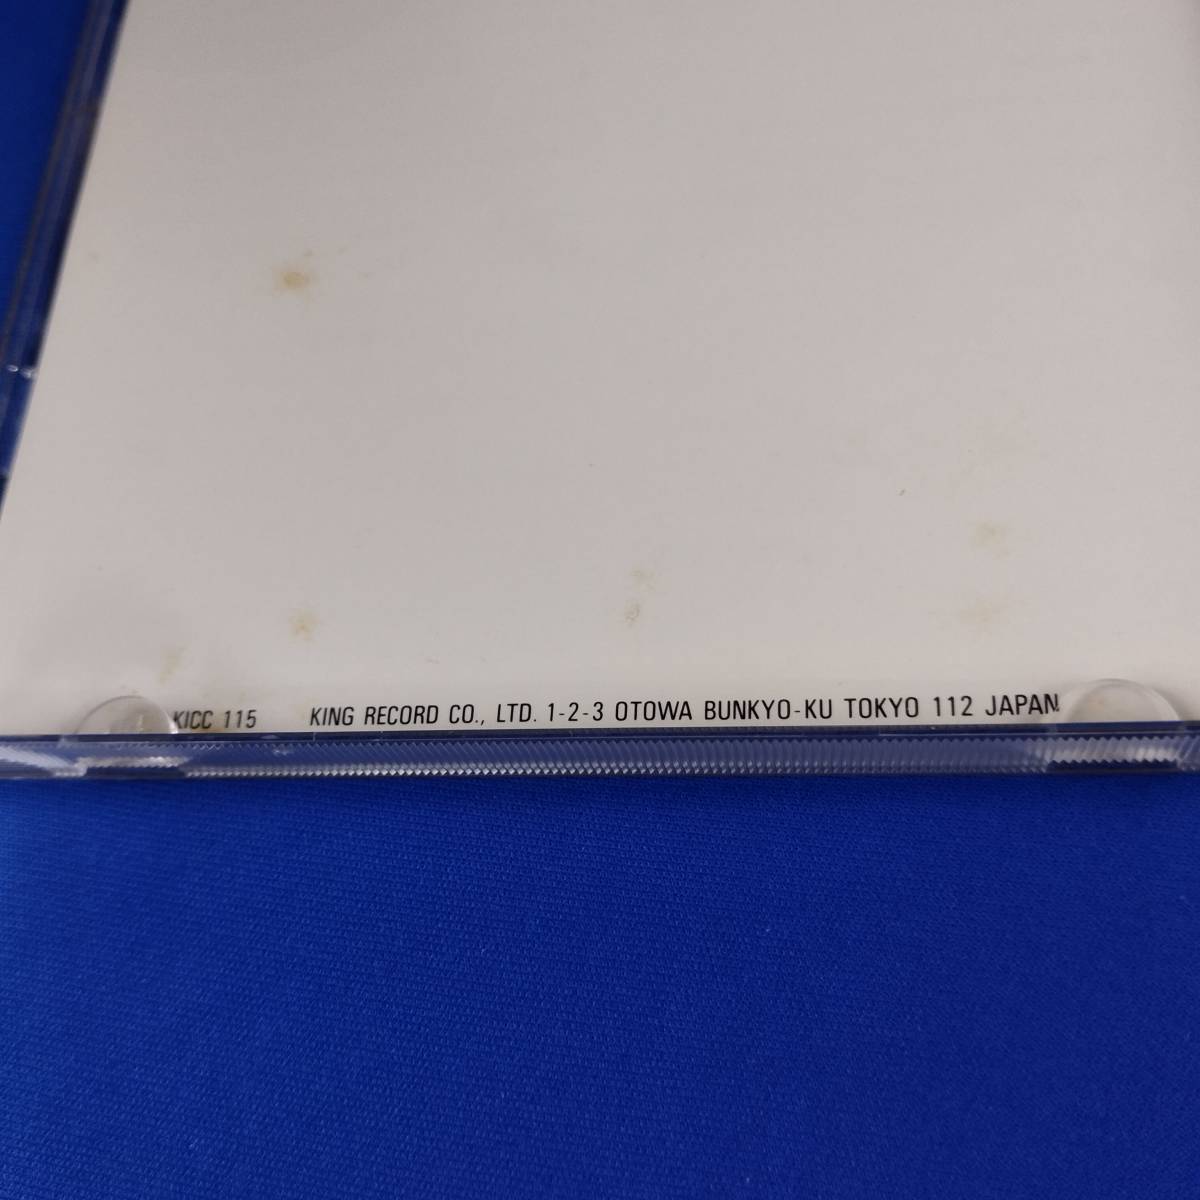 KICC 115 KING RECORD CO., LTD. 1-2-3 OTOWA BUNKYO-KU TOKYO 112 JAPAN